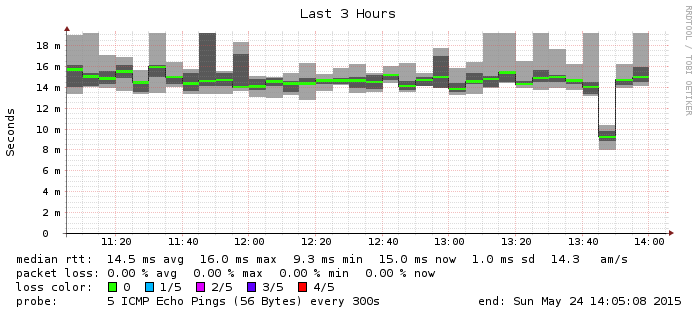 Last 3 Hours
RRDTOOL / TOBI OETIKER
Seconds
18 m
16 m
14 m
12 m
10 m
8 m
6 m
4 m
2 m
0
11:20 11:40 12:00 12:20 12:40 13:00 13:20 13:40 14:00
median rtt: 14.5 ms avg 16.0 ms max 9.3 ms min 15.0 ms now 1.0 ms sd 14.3 am/s
packet loss: 0.00 % avg 0.00 % max 0.00 % min 0.00 % now
loss color: 0 1/5 2/5 3/5 4/5
probe: 5 ICMP Echo Pings (56 Bytes) every 300s end: Sun May 24 14:05:08 2015